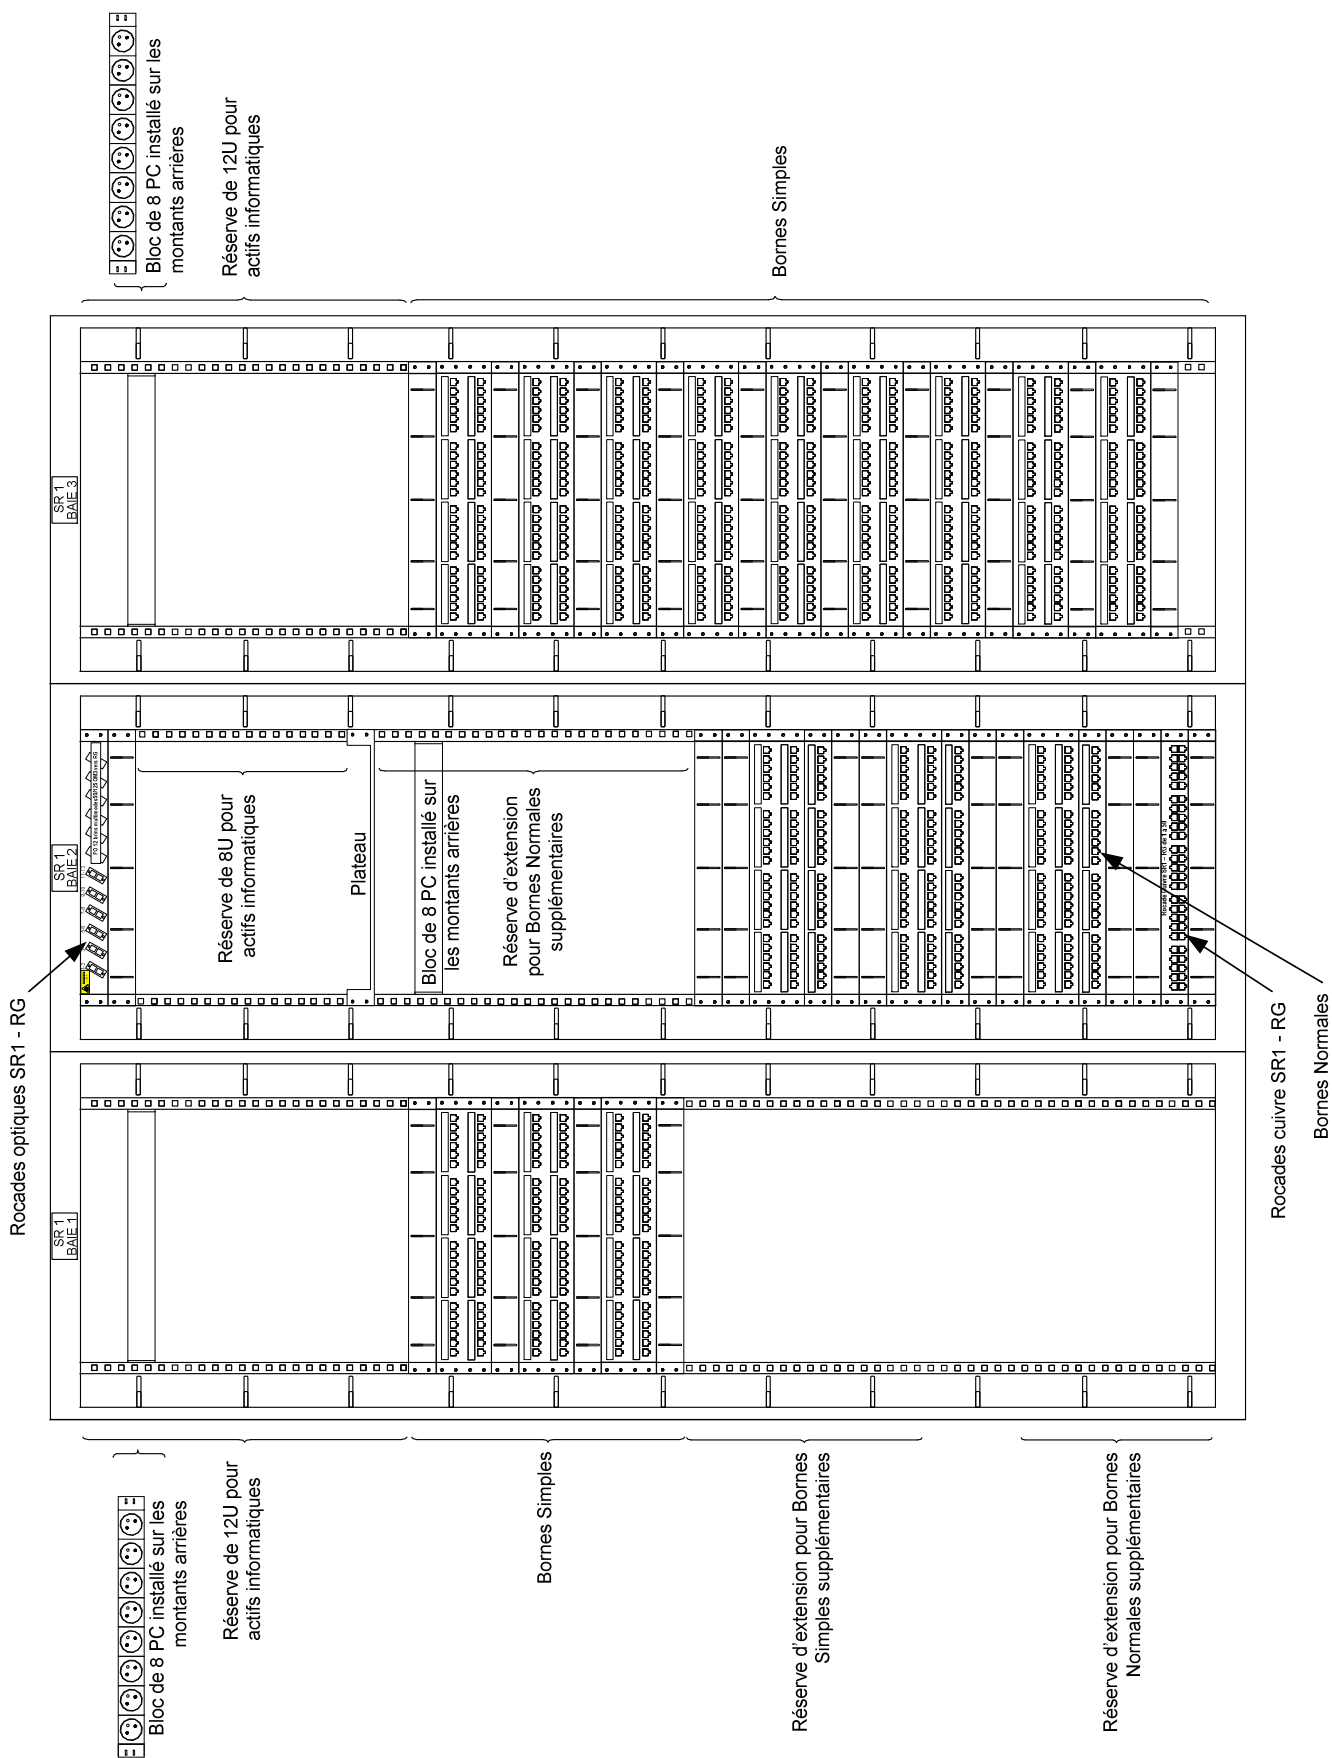 SR 1
BAIE 1
SR 1
BAIE 2
SR 1
BAIE 3
Bloc de 8 PC installé sur les
montants arrières
Réserve de 12U pour
actifs informatiques
Bornes Simples
Réserve d'extension pour Bornes
Simples supplémentaires
Réserve d'extension pour Bornes
Normales supplémentaires
Rocades optiques SR1 - RG
Réserve de 8U pour
actifs informatiques
Plateau
Bloc de 8 PC installé sur
les montants arrières
Réserve d'extension
pour Bornes Normales
supplémentaires
Rocades cuivre SR1 - RG
Bornes Normales
Bloc de 8 PC installé sur les
montants arrières
Réserve de 12U pour
actifs informatiques
Bornes Simples